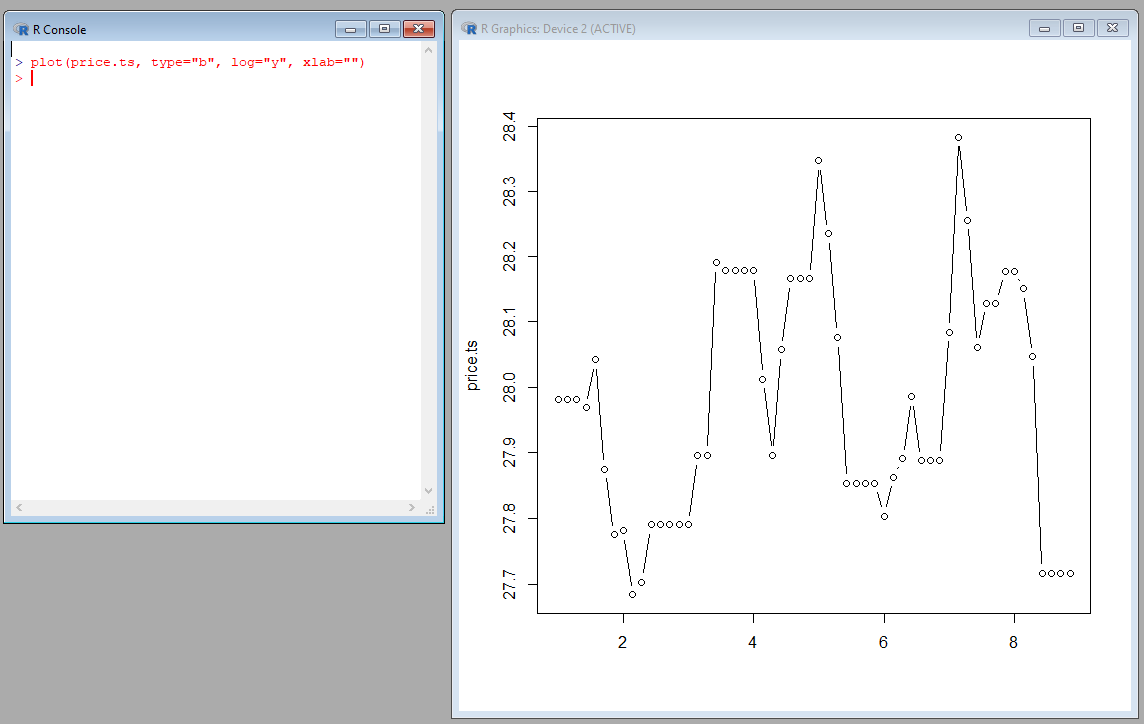 R Console
> plot(price.ts, type="b", log="y", xlab="")
>
R Graphics: Device 2 (ACTIVE)
28.4
28.3
28.2
28.1
28.0
27.9
27.8
27.7
price.ts
2 4 6 8